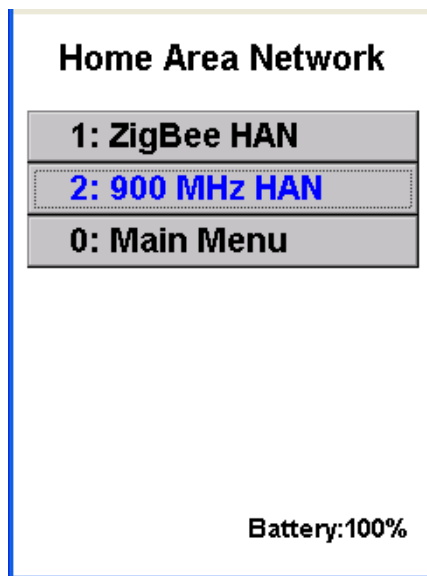 Home Area Network
1: ZigBee HAN
2: 900 MHz HAN
0: Main Menu
Battery:100%